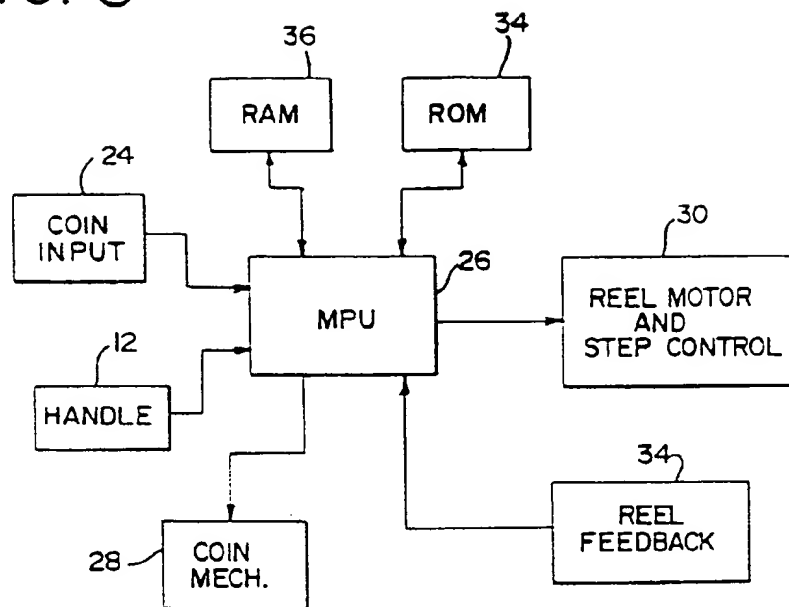 36
34
RAM
ROM
24
COIN
INPUT
26
MPU
30
REEL MOTOR
AND
STEP CONTROL
12
HANDLE
34
REEL
FEEDBACK
28
COIN
MECH.